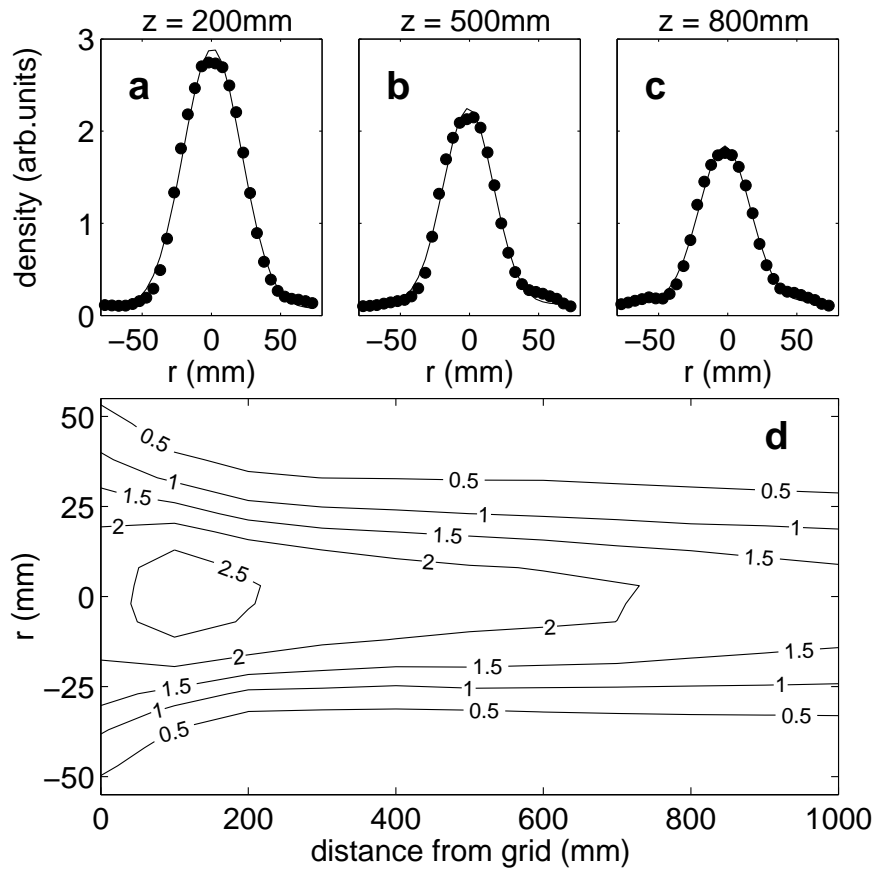 z = 200mm z = 500mm z = 800mm
a b c
density (arb.units)
3
2
1
0
−50 0 50 −50 0 50 −50 0 50
r (mm) r (mm) r (mm)
d
r (mm)
50
25
0
−25
−50
0.5 0.5 0.5
1 1 1
1.5 1.5 1.5
2 2
2.5
2 2
1.5 1.5 1.5
1 1 1
0.5 0.5 0.5
0 200 400 600 800 1000
distance from grid (mm)